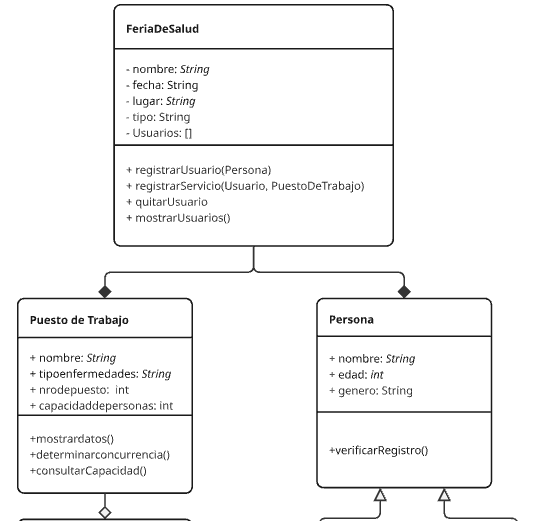 FeriaDeSalud
- nombre: String
- fecha: String
- lugar: String
- tipo: String
- Usuarios: []
+ registrarUsuario(Persona)
+ registrarServicio(Usuario, PuestoDeTrabajo)
+ quitarUsuario
+ mostrarUsuarios()
Puesto de Trabajo
+ nombre: String
+ tipoenfermedades: String
+ nrodepuesto: int
+ capacidaddepersonas: int
+mostrardatos()
+determinarconcurrencia()
+consultarCapacidad()
Persona
+ nombre: String
+ edad: int
+ genero: String
+verificarRegistro()